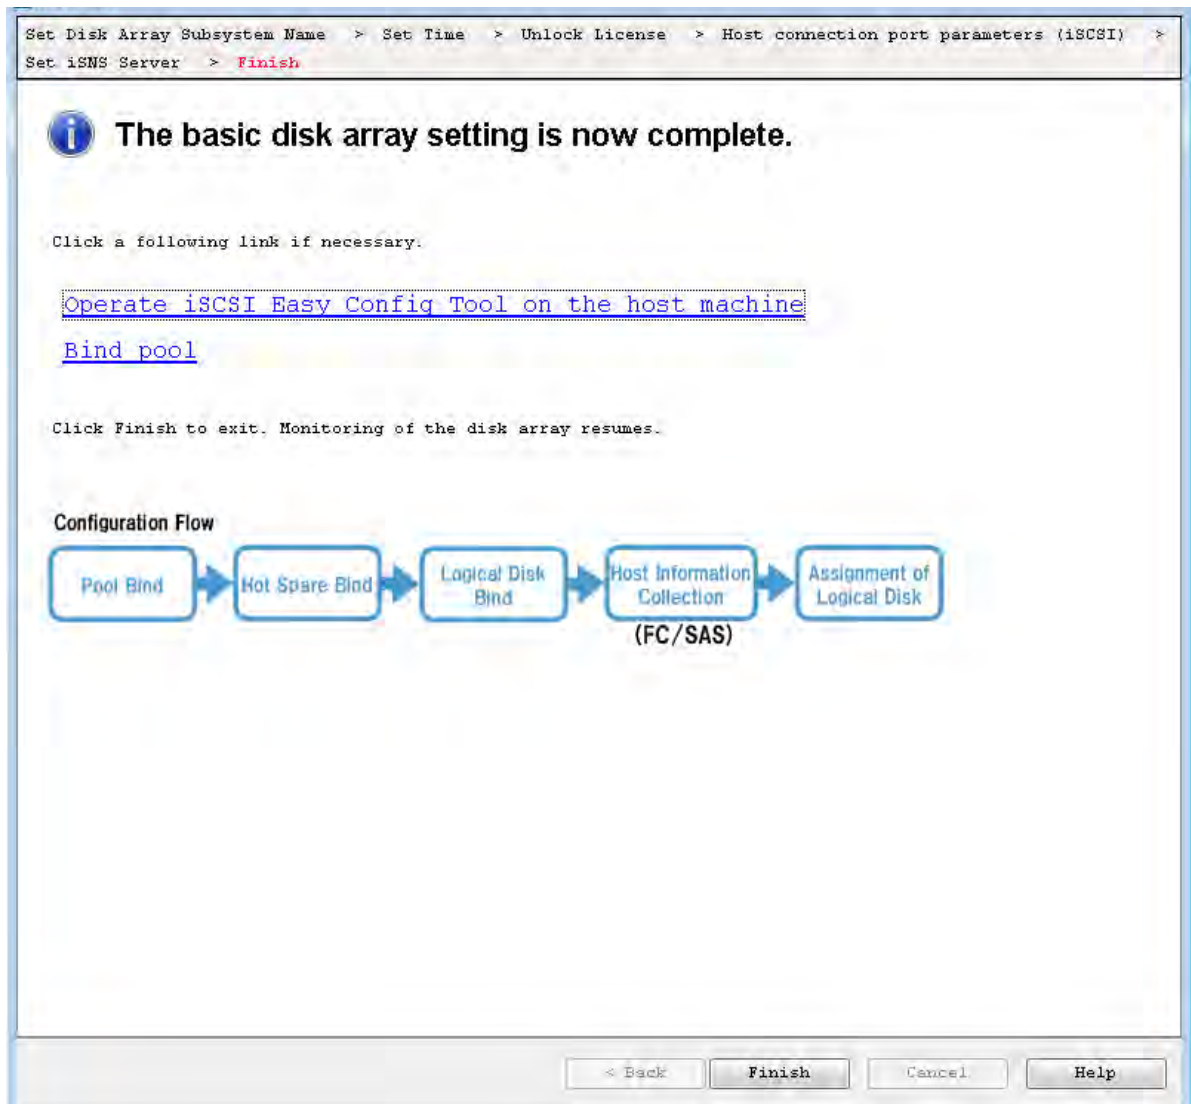 Set Disk Array Subsystem Name > Set Time > Unlock License > Host connection port parameters (iSCSI) >
Set iSNS Server > Finish
The basic disk array setting is now complete.
Click a following link if necessary.
Operate iSCSI Easy Config Tool on the host machine
Bind pool
Click Finish to exit. Monitoring of the disk array resumes.
Configuration Flow
Pool Bind
Hot Spare Bind
Logical Disk
Bind
Host Information
Collection
(FC/SAS)
Assignment of
Logical Disk
< Back
Finish
Cancel
Help